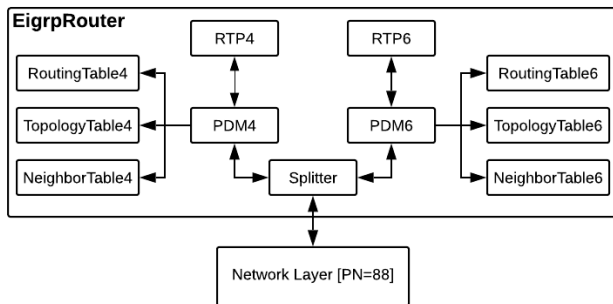 EigrpRouter
RTP4
RTP6
RoutingTable4
RoutingTable6
TopologyTable4
PDM4
PDM6
TopologyTable6
NeighborTable4
Splitter
NeighborTable6
Network Layer [PN=88]